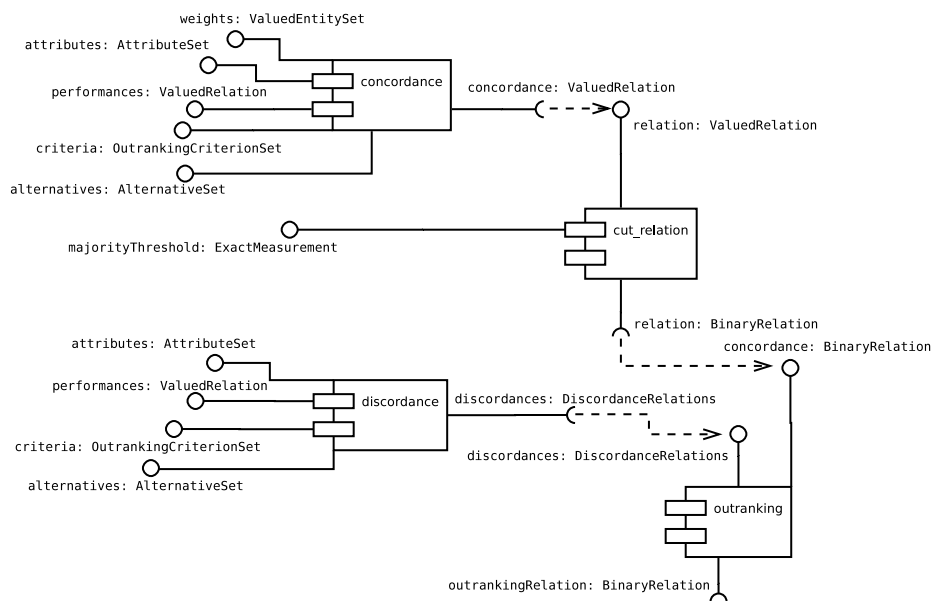 weights: ValuedEntitySet
attributes: AttributeSet
concordance
performances: ValuedRelation
concordance: ValuedRelation
relation: ValuedRelation
criteria: OutrankingCriterionSet
alternatives: AlternativeSet
cut_relation
majorityThreshold: ExactMeasurement
relation: BinaryRelation
concordance: BinaryRelation
attributes: AttributeSet
performances: ValuedRelation
discordance
discordances: DiscordanceRelations
criteria: OutrankingCriterionSet
discordances: DiscordanceRelations
alternatives: AlternativeSet
outranking
outrankingRelation: BinaryRelation